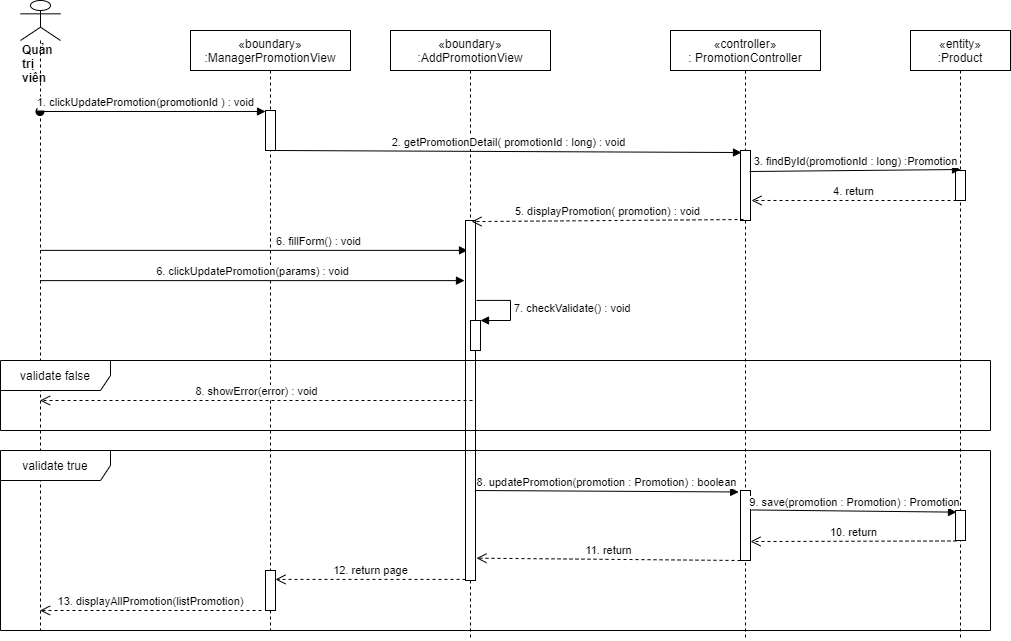 Quản
trị
viên
«boundary»
:ManagerPromotionView
«boundary»
:AddPromotionView
«controller»
: PromotionController
«entity»
:Product
1. clickUpdatePromotion(promotionId ) : void
2. getPromotionDetail( promotionId : long) : void
3. findById(promotionId : long) :Promotion
4. return
5. displayPromotion( promotion) : void
6. fillForm() : void
6. clickUpdatePromotion(params) : void
7. checkValidate() : void
validate false
8. showError(error) : void
validate true
8. updatePromotion(promotion : Promotion) : boolean
9. save(promotion : Promotion) : Promotion
10. return
11. return
12. return page
13. displayAllPromotion(listPromotion)